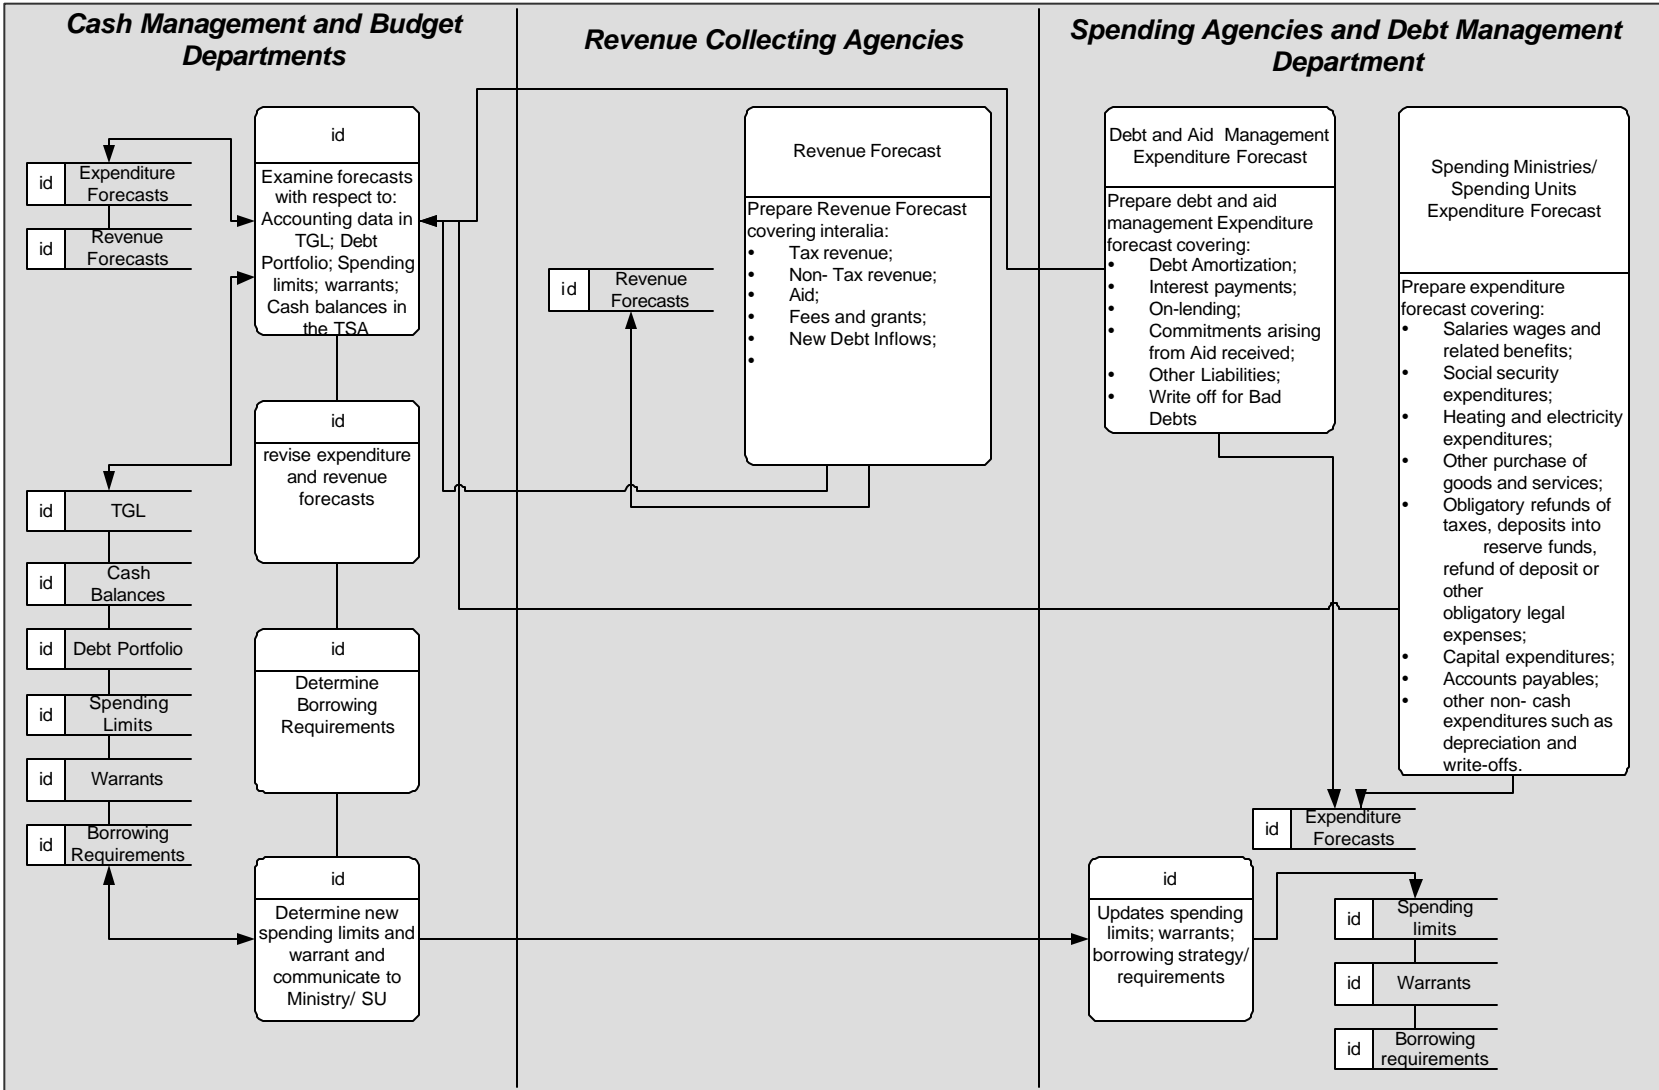 Cash Management and Budget
Departments
id
id
Expenditure
Forecasts
id
Revenue
Forecasts
Examine forecasts
with respect to:
Accounting data in
TGL; Debt
Portfolio; Spending
limits; warrants;
Cash balances in
the TSA
id
revise expenditure
and revenue
forecasts
id
TGL
id
Cash
Balances
id
Debt Portfolio
id
Spending
Limits
id
Warrants
id
Borrowing
Requirements
id
Determine
Borrowing
Requirements
id
Determine new
spending limits and
warrant and
communicate to
Ministry/ SU
Revenue Collecting Agencies
Revenue Forecast
Prepare Revenue Forecast
covering interalia:
• Tax revenue;
• Non- Tax revenue;
• Aid;
• Fees and grants;
• New Debt Inflows;
•
id
Revenue
Forecasts
Spending Agencies and Debt Management
Department
Debt and Aid Management
Expenditure Forecast
Prepare debt and aid
management Expenditure
forecast covering:
• Debt Amortization;
• Interest payments;
• On-lending;
• Commitments arising
from Aid received;
• Other Liabilities;
• Write off for Bad
Debts
Spending Ministries/
Spending Units
Expenditure Forecast
Prepare expenditure
forecast covering:
• Salaries wages and
related benefits;
• Social security
expenditures;
• Heating and electricity
expenditures;
• Other purchase of
goods and services;
• Obligatory refunds of
taxes, deposits into
reserve funds,
refund of deposit or
other
obligatory legal
expenses;
• Capital expenditures;
• Accounts payables;
• other non- cash
expenditures such as
depreciation and
write-offs.
id
Expenditure
Forecasts
id
Updates spending
limits; warrants;
borrowing strategy/
requirements
id
Spending
limits
id
Warrants
id
Borrowing
requirements